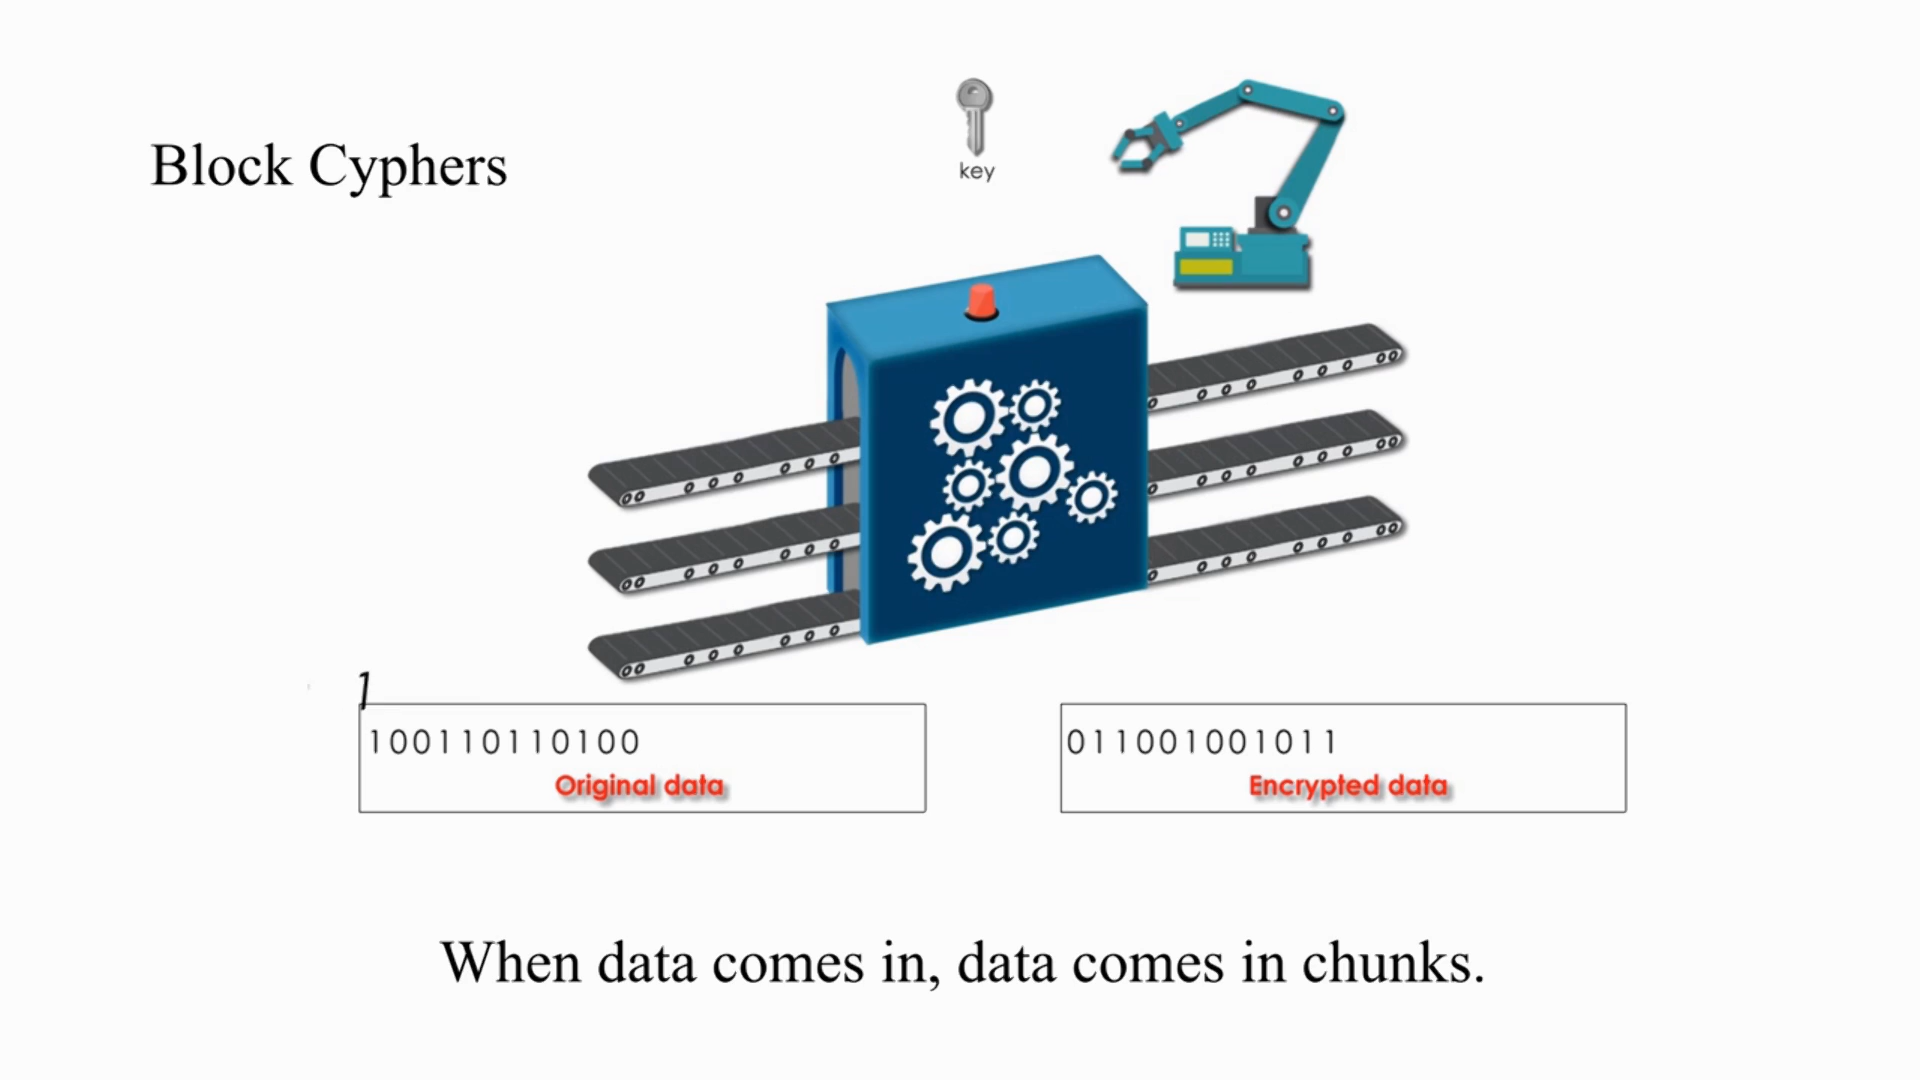 Block Cyphers
key
1
100110110100
Original data
011001001011
Encrypted data
When data comes in, data comes in chunks.